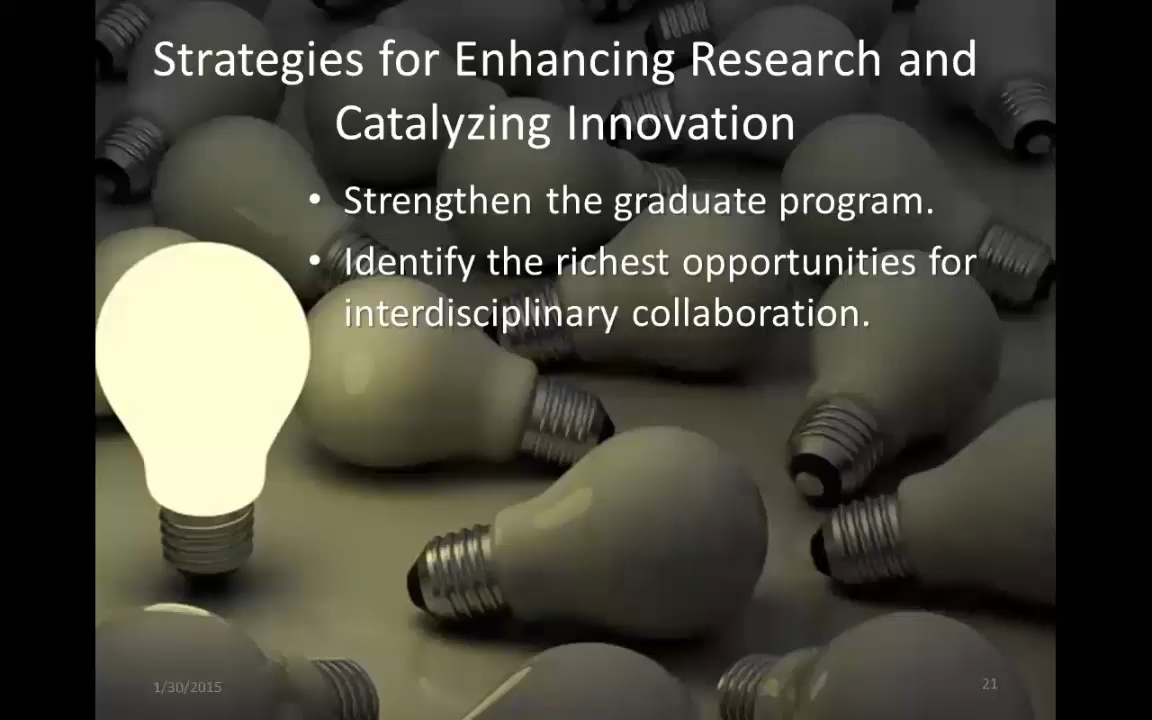 Strategies for Enhancing Research and
Catalyzing Innovation
• Strengthen the graduate program.
• Identify the richest opportunities for
interdisciplinary collaboration.
1/30/2015
21